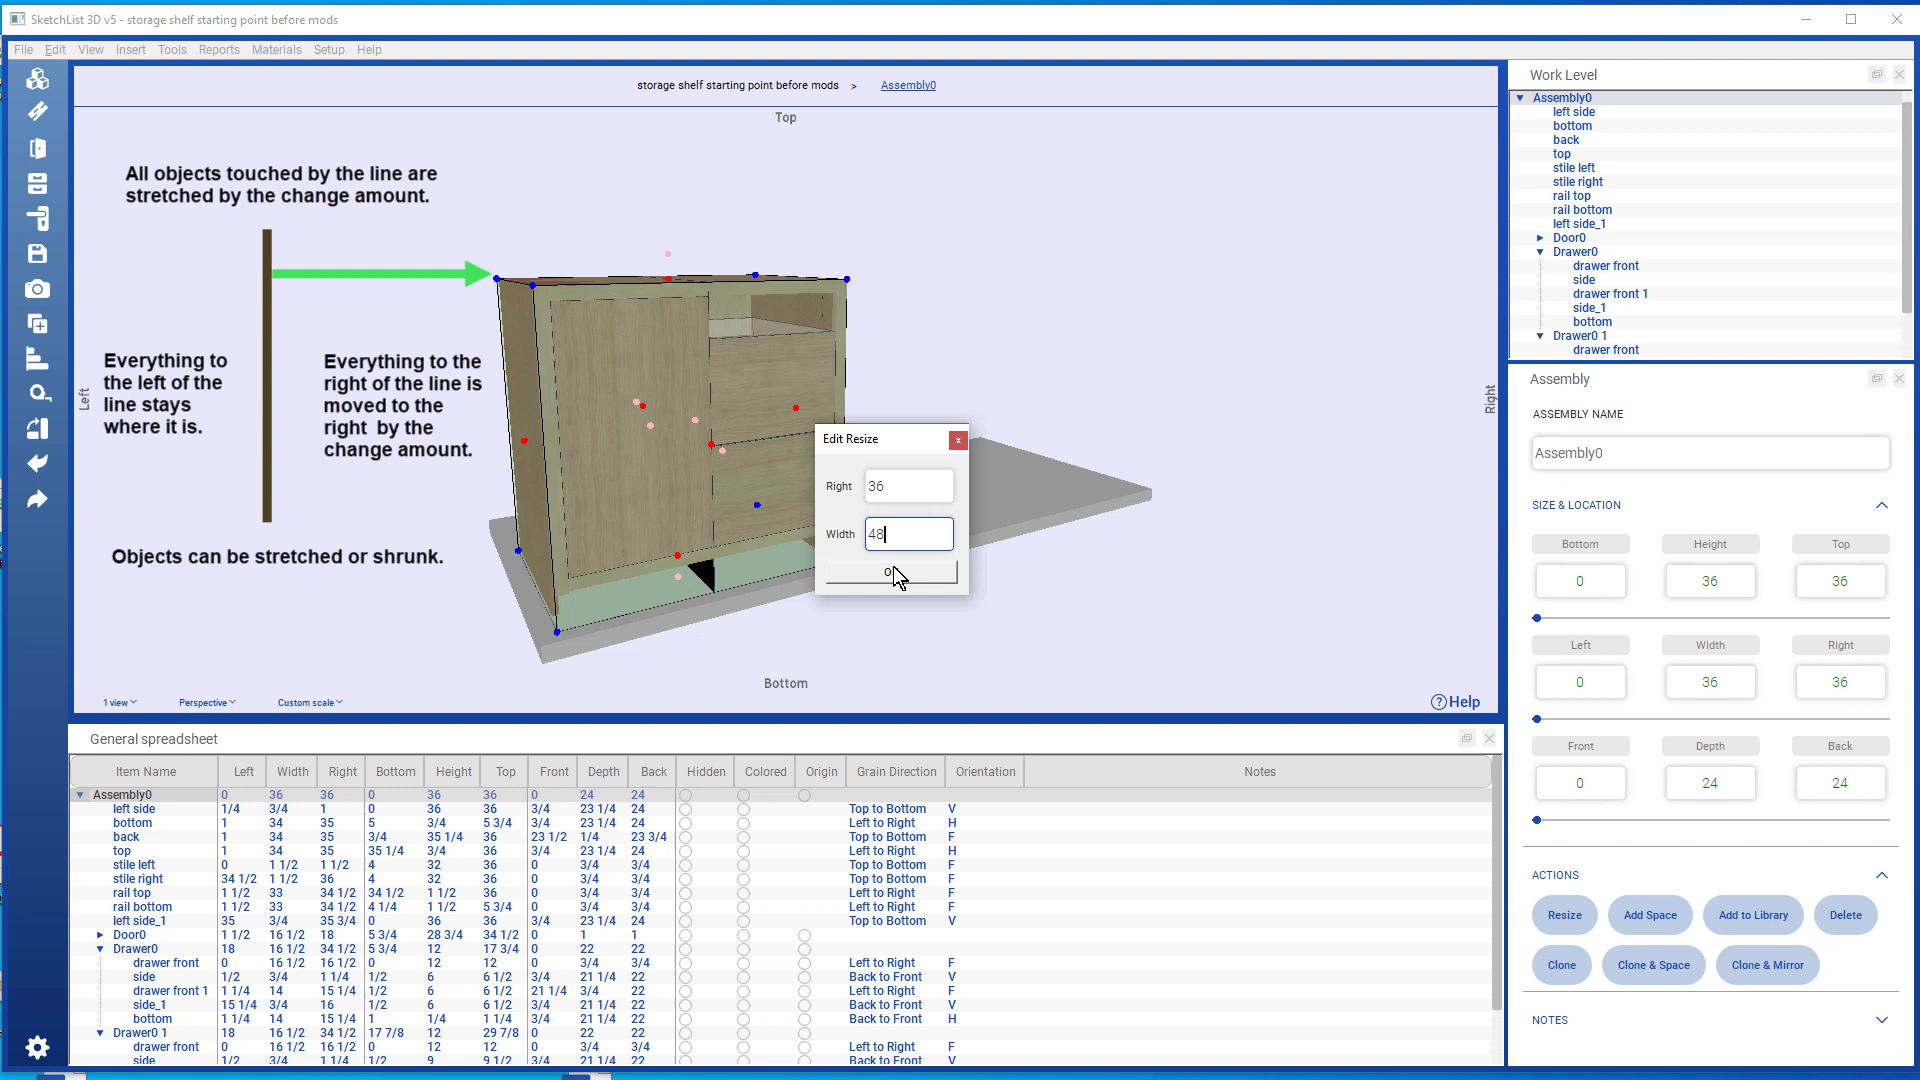 SketchList 3D v5 - storage shelf starting point before mods
File Edit View Insert Tools Reports Materials Setup Help
storage shelf starting point before mods > Assembly0
Top
All objects touched by the line are
stretched by the change amount.
Everything to
the left of the
line stays
where it is.
Everything to the
right of the line is
moved to the
right by the
change amount.
Objects can be stretched or shrunk.
Left
Right
Edit Resize
x
Right 36
Width 48
Bottom
1 view Perspective Custom scale
Help
Work Level
Assembly0
left side
bottom
back
top
stile left
stile right
rail top
rail bottom
left side_1
Door0
Drawer0
drawer front
side
drawer front 1
side_1
bottom
Drawer0 1
drawer front
Assembly
ASSEMBLY NAME
Assembly0
SIZE & LOCATION
Bottom Height Top
0 36 36
Left Width Right
0 36 36
Front Depth Back
0 24 24
ACTIONS
Resize Add Space Add to Library Delete
Clone Clone & Space Clone & Mirror
NOTES
General spreadsheet
Item Name Left Width Right Bottom Height Top Front Depth Back Hidden Colored Origin Grain Direction Orientation Notes
Assembly0 0 36 36 0 36 36 0 24 24
left side 1/4 3/4 1 0 36 36 3/4 23 1/4 24 Top to Bottom V
bottom 1 34 35 5 3/4 5 3/4 3/4 23 1/4 24 Left to Right H
back 1 34 35 3/4 35 1/4 36 23 1/2 1/4 23 3/4 Top to Bottom F
top 1 34 35 35 1/4 3/4 36 3/4 23 1/4 24 Left to Right H
stile left 0 1 1/2 1 1/2 4 32 36 0 3/4 3/4 Top to Bottom F
stile right 34 1/2 1 1/2 36 4 32 36 0 3/4 3/4 Top to Bottom F
rail top 1 1/2 33 34 1/2 34 1/2 1 1/2 36 0 3/4 3/4 Left to Right F
rail bottom 1 1/2 33 34 1/2 4 1/4 1 1/2 5 3/4 0 3/4 3/4 Left to Right F
left side_1 35 3/4 35 3/4 0 36 36 3/4 23 1/4 24 Top to Bottom V
Door0 1 1/2 16 1/2 18 5 3/4 28 3/4 34 1/2 0 1 1
Drawer0 18 16 1/2 34 1/2 5 3/4 12 17 3/4 0 22 22
drawer front 0 16 1/2 16 1/2 0 12 12 0 3/4 3/4 Left to Right F
side 1/2 3/4 1 1/4 1/2 6 6 1/2 3/4 21 1/4 22 Back to Front V
drawer front 1 1 1/4 14 15 1/4 1/2 6 6 1/2 21 1/4 3/4 22 Left to Right F
side_1 15 1/4 3/4 16 1/2 6 6 1/2 3/4 21 1/4 22 Back to Front V
bottom 1 1/4 14 15 1/4 1 1/4 1 1/4 3/4 21 1/4 22 Back to Front H
Drawer0 1 18 16 1/2 34 1/2 17 7/8 12 29 7/8 0 22 22
drawer front 0 16 1/2 16 1/2 0 12 12 0 3/4 3/4 Left to Right F
side 1/2 3/4 1 1/4 1/2 9 9 1/2 3/4 21 1/4 22 Back to Front V